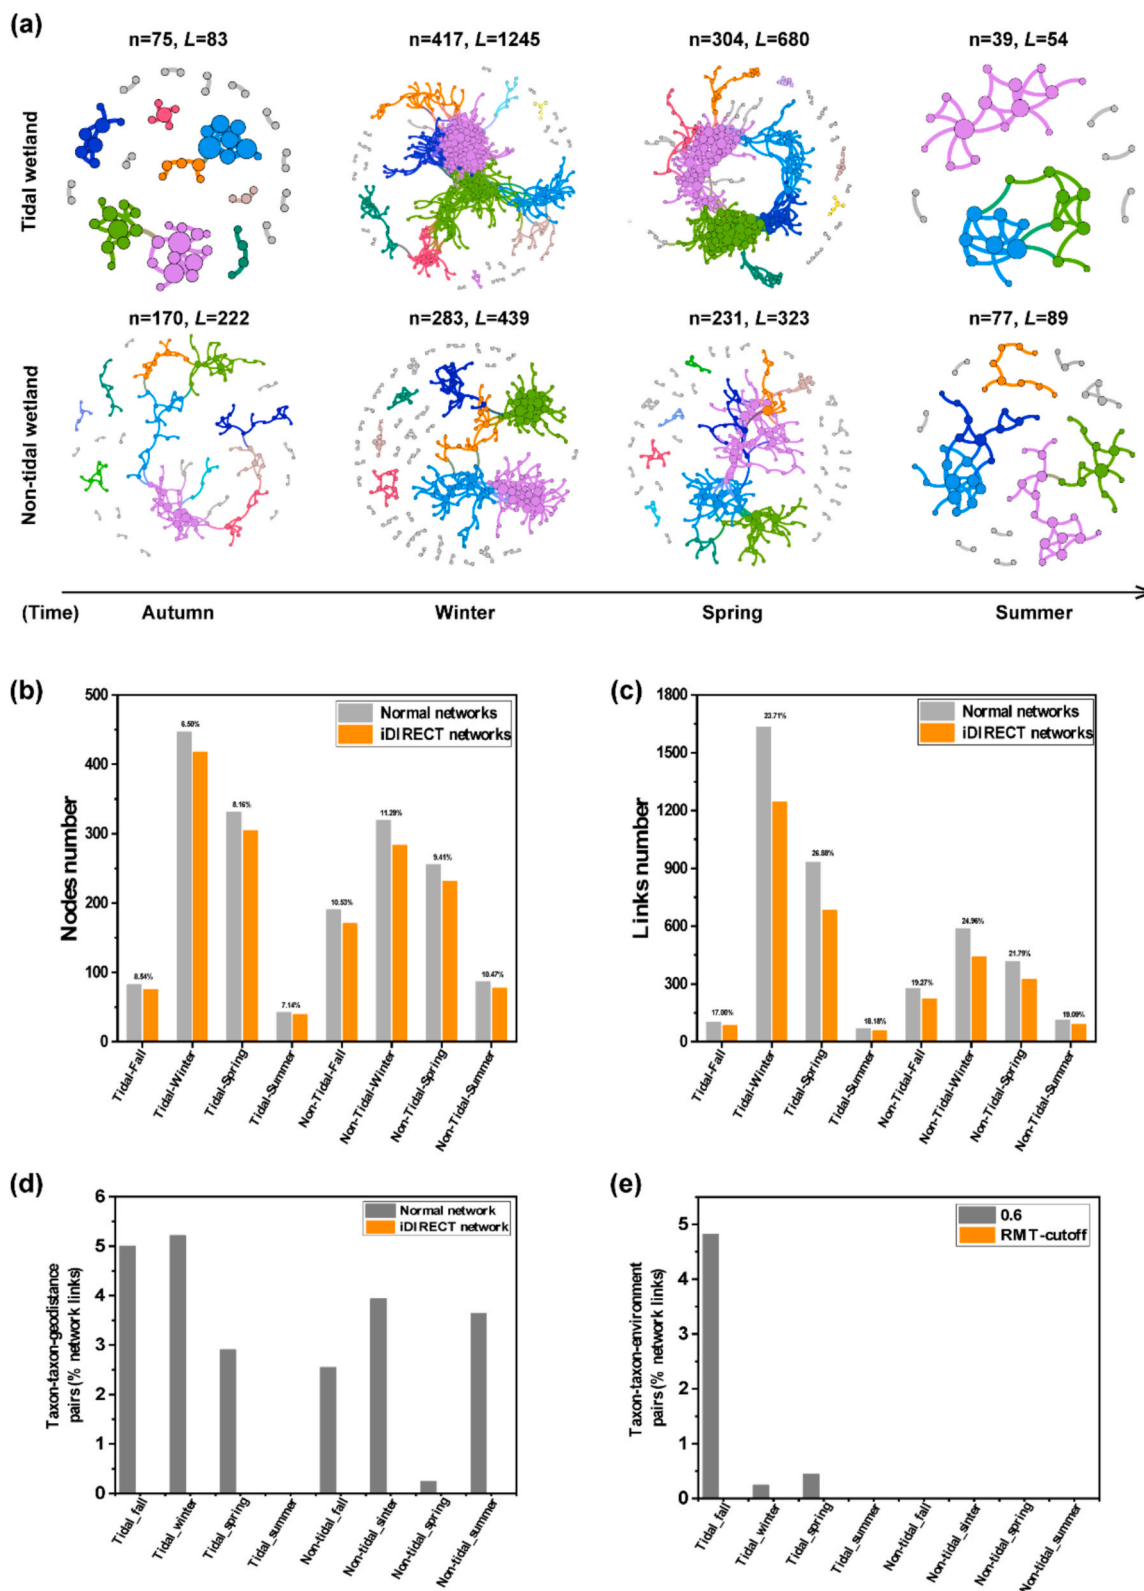 (a)
n=75, L=83
n=417, L=1245
n=304, L=680
n=39, L=54
Tidal wetland
n=170, L=222
n=283, L=439
n=231, L=323
n=77, L=89
Non-tidal wetland
(Time)
Autumn
Winter
Spring
Summer
(b)
Nodes number
500
400
300
200
100
0
Normal networks
iDIRECT networks
8.54%
6.50%
8.16%
7.14%
10.53%
11.29%
9.41%
10.47%
Tidal-Fall
Tidal-Winter
Tidal-Spring
Tidal-Summer
Non-Tidal-Fall
Non-Tidal-Winter
Non-Tidal-Spring
Non-Tidal-Summer
(c)
Links number
1800
1500
1200
900
600
300
0
Normal networks
iDIRECT networks
17.00%
23.71%
26.88%
18.18%
19.27%
24.96%
21.79%
19.09%
Tidal-Fall
Tidal-Winter
Tidal-Spring
Tidal-Summer
Non-Tidal-Fall
Non-Tidal-Winter
Non-Tidal-Spring
Non-Tidal-Summer
(d)
Taxon-taxon-geodistance
pairs (% network links)
6
5
4
3
2
1
0
Normal network
iDIRECT network
Tidal_fall
Tidal_winter
Tidal_spring
Tidal_summer
Non-tidal_fall
Non-tidal_sinter
Non-tidal_spring
Non-tidal_summer
(e)
Taxon-taxon-environment
pairs (% network links)
5
4
3
2
1
0
0.6
RMT-cutoff
Tidal_fall
Tidal_winter
Tidal_spring
Tidal_summer
Non-tidal_fall
Non-tidal_sinter
Non-tidal_spring
Non-tidal_summer